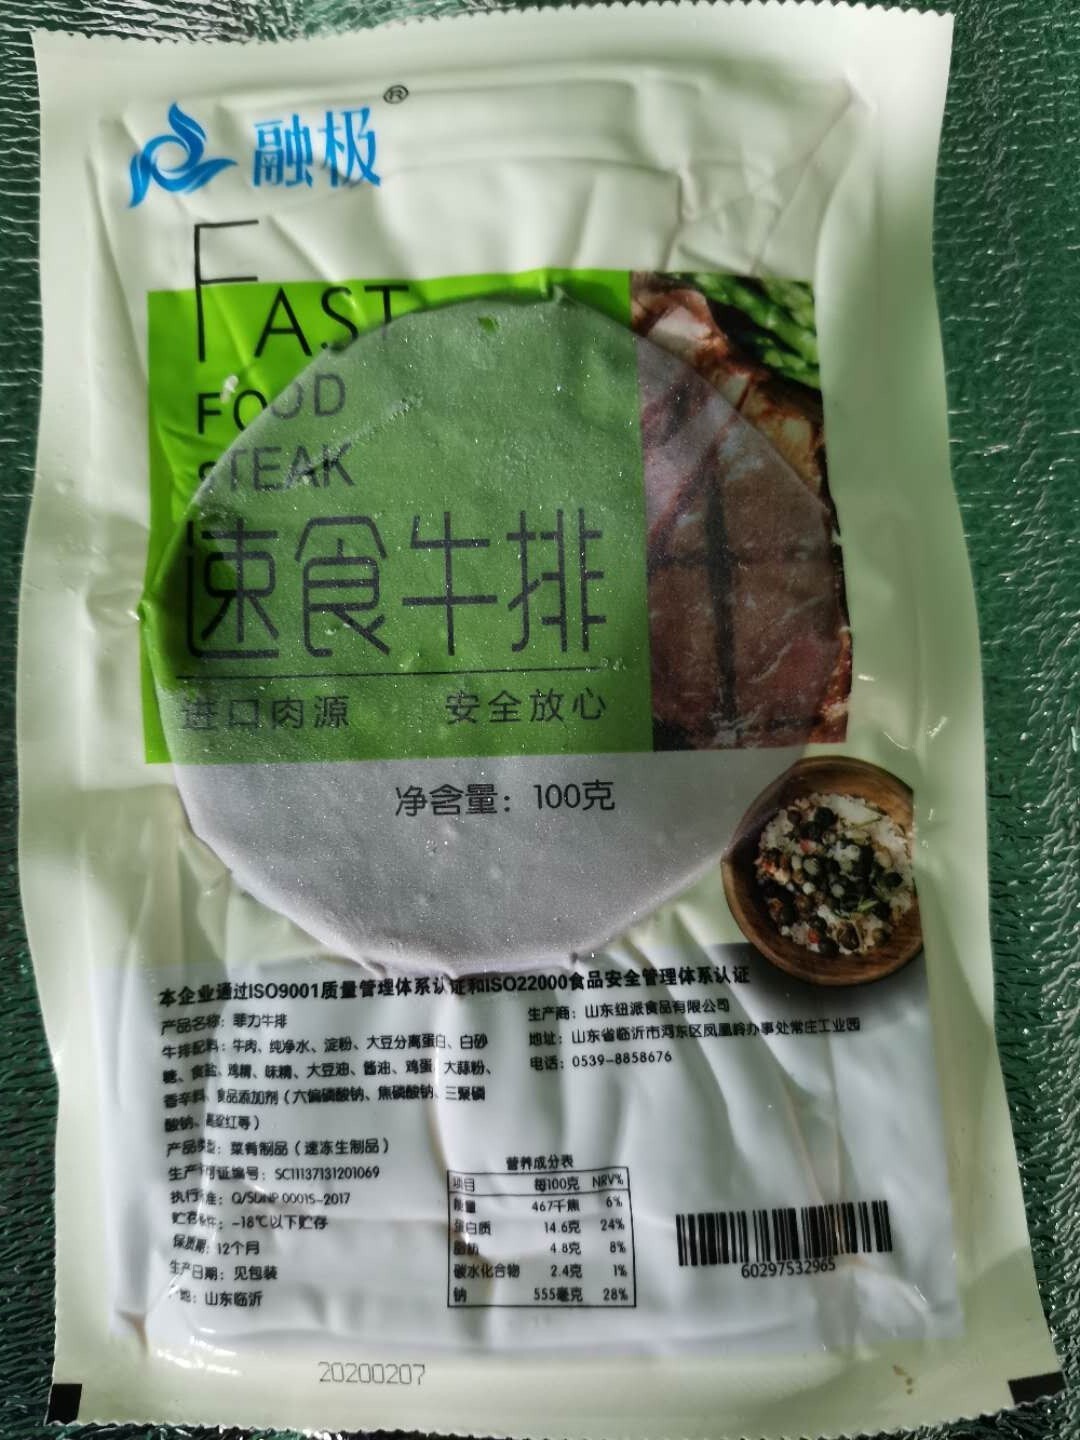 融极®
FAST
FOOD
STEAK
速食牛排
进口肉源 安全放心
净含量：100克
本企业通过ISO9001质量管理体系认证和ISO22000食品安全管理体系认证
产品名称：菲力牛排
牛排配料：牛肉、纯净水、淀粉、大豆分离蛋白、白砂
糖、食盐、鸡精、味精、大豆油、酱油、鸡蛋、大蒜粉、
香辛料、食品添加剂（六偏磷酸钠、焦磷酸钠、三聚磷
酸钠、高粱红等）
产品类型：菜肴制品（速冻生制品）
生产许可证编号：SC11137131201069
执行标准：Q/SDNP 0001S-2017
贮存条件：-18℃以下贮存
保质期：12个月
生产日期：见包装
产地：山东临沂
生产商：山东纽派食品有限公司
地址：山东省临沂市河东区凤凰岭办事处常庄工业园
电话：0539-8858676
营养成分表
项目 每100克 NRV%
能量 467千焦 6%
蛋白质 14.6克 24%
脂肪 4.8克 8%
碳水化合物 2.4克 1%
钠 555毫克 28%
60297532965
20200207